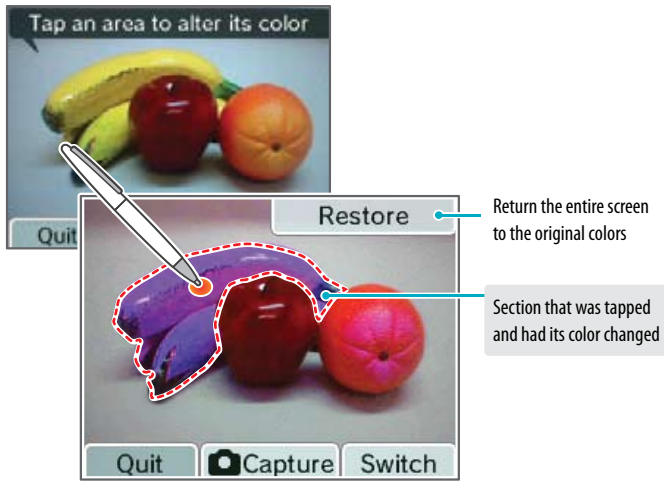 Tap an area to alter its color
Quit
Restore
Return the entire screen
to the original colors
Section that was tapped
and had its color changed
Quit
Capture
Switch